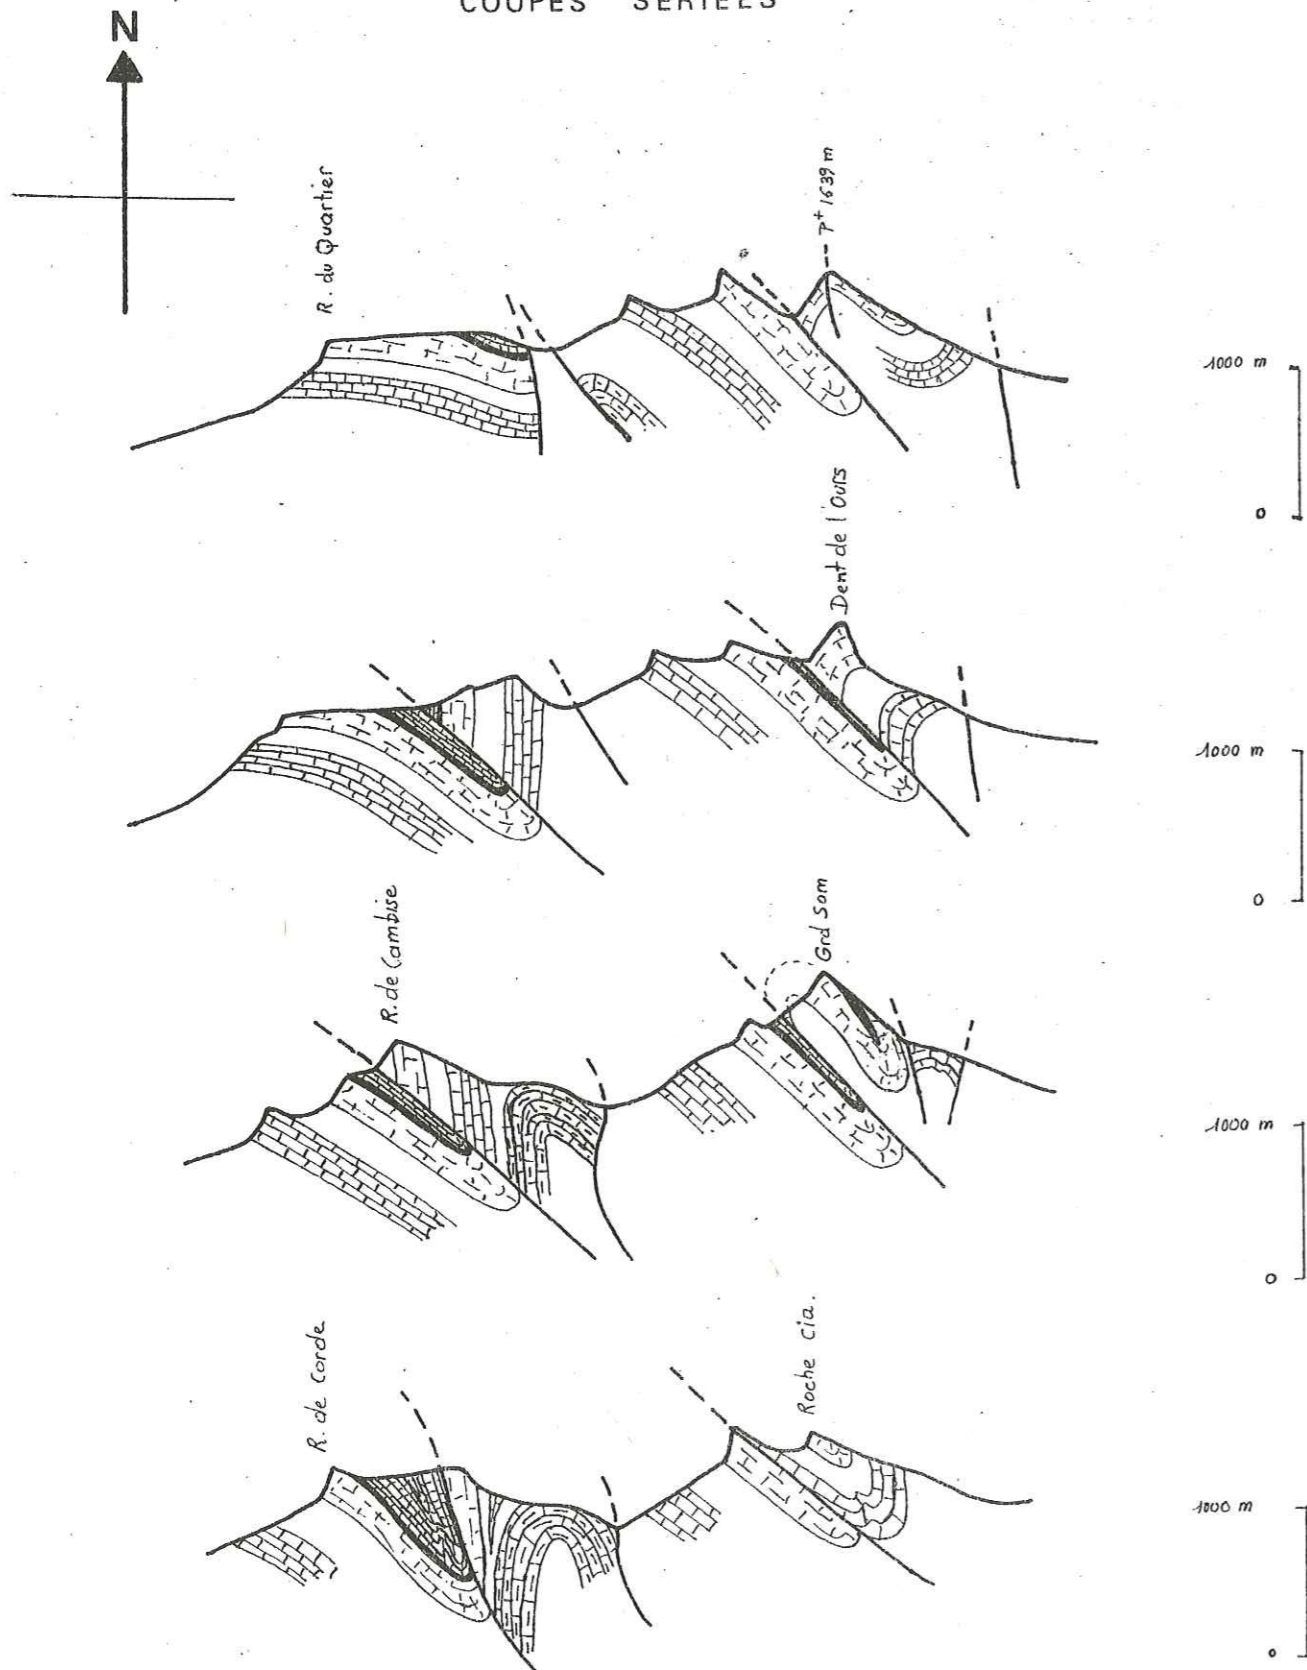 COUPES SERIEES
N
R. du Quartier
Pt 1639 m
1000 m
0
Dent de l'Ours
1000 m
0
R. de Cambise
Grd Som
1000 m
0
R. de Corde
Roche Cia.
1000 m
0